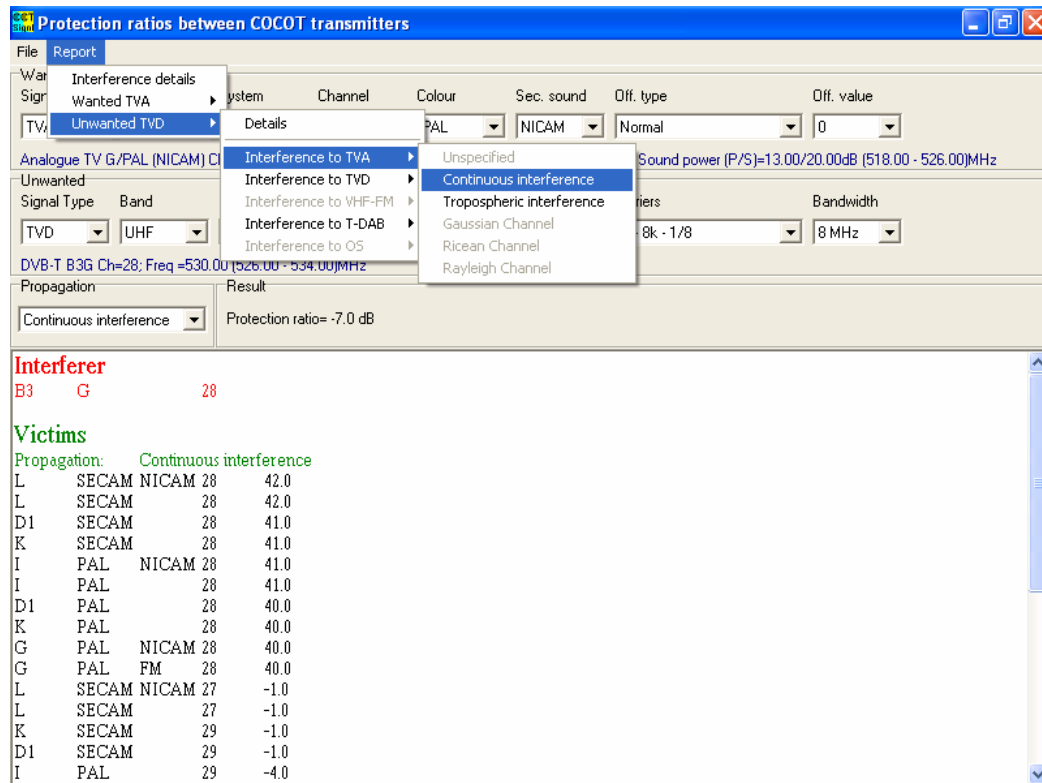 CCT Signl Protection ratios between COCOT transmitters
File Report
Interference details
Wanted TVA
Unwanted TVD
Details
Interference to TVA
Interference to TVD
Interference to VHF-FM
Interference to T-DAB
Interference to OS
Unspecified
Continuous interference
Tropospheric interference
Gaussian Channel
Ricean Channel
Rayleigh Channel
Channel Colour Sec. sound Off. type Off. value
PAL NICAM Normal 0
Analogue TV G/PAL (NICAM) Sound power (P/S)=13.00/20.00dB (518.00 - 526.00)MHz
Unwanted
Signal Type Band Bandwidth
TVD UHF 8k - 1/8 8 MHz
DVB-T B3G Ch=28; Freq =530.00 (526.00 - 534.00)MHz
Propagation Result
Continuous interference Protection ratio= -7.0 dB
Interferer
B3 G 28
Victims
Propagation: Continuous interference
L SECAM NICAM 28 42.0
L SECAM 28 42.0
D1 SECAM 28 41.0
K SECAM 28 41.0
I PAL NICAM 28 41.0
I PAL 28 41.0
D1 PAL 28 40.0
K PAL 28 40.0
G PAL NICAM 28 40.0
G PAL FM 28 40.0
L SECAM NICAM 27 -1.0
L SECAM 27 -1.0
K SECAM 29 -1.0
D1 SECAM 29 -1.0
I PAL 29 -4.0